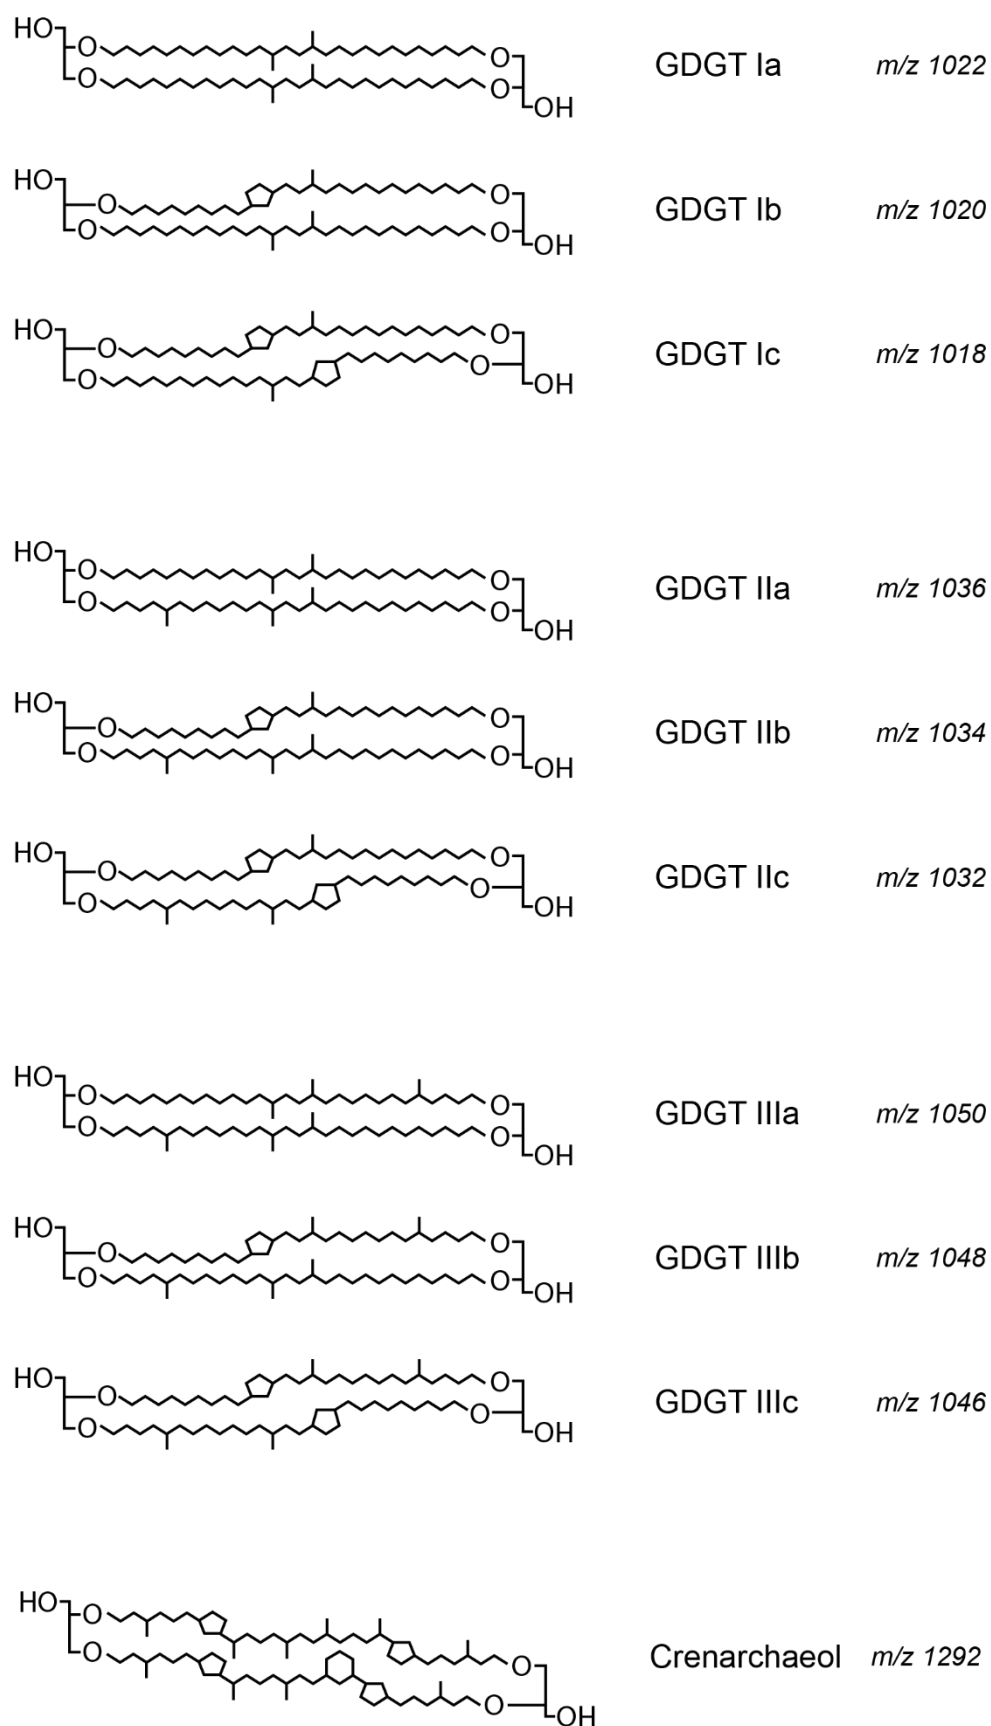 HO
O
O
O
O
OH
GDGT Ia m/z 1022
HO
O
O
O
O
OH
GDGT Ib m/z 1020
HO
O
O
O
O
OH
GDGT Ic m/z 1018
HO
O
O
O
O
OH
GDGT IIa m/z 1036
HO
O
O
O
O
OH
GDGT IIb m/z 1034
HO
O
O
O
O
OH
GDGT IIc m/z 1032
HO
O
O
O
O
OH
GDGT IIIa m/z 1050
HO
O
O
O
O
OH
GDGT IIIb m/z 1048
HO
O
O
O
O
OH
GDGT IIIc m/z 1046
HO
O
O
O
O
OH
Crenarchaeol m/z 1292